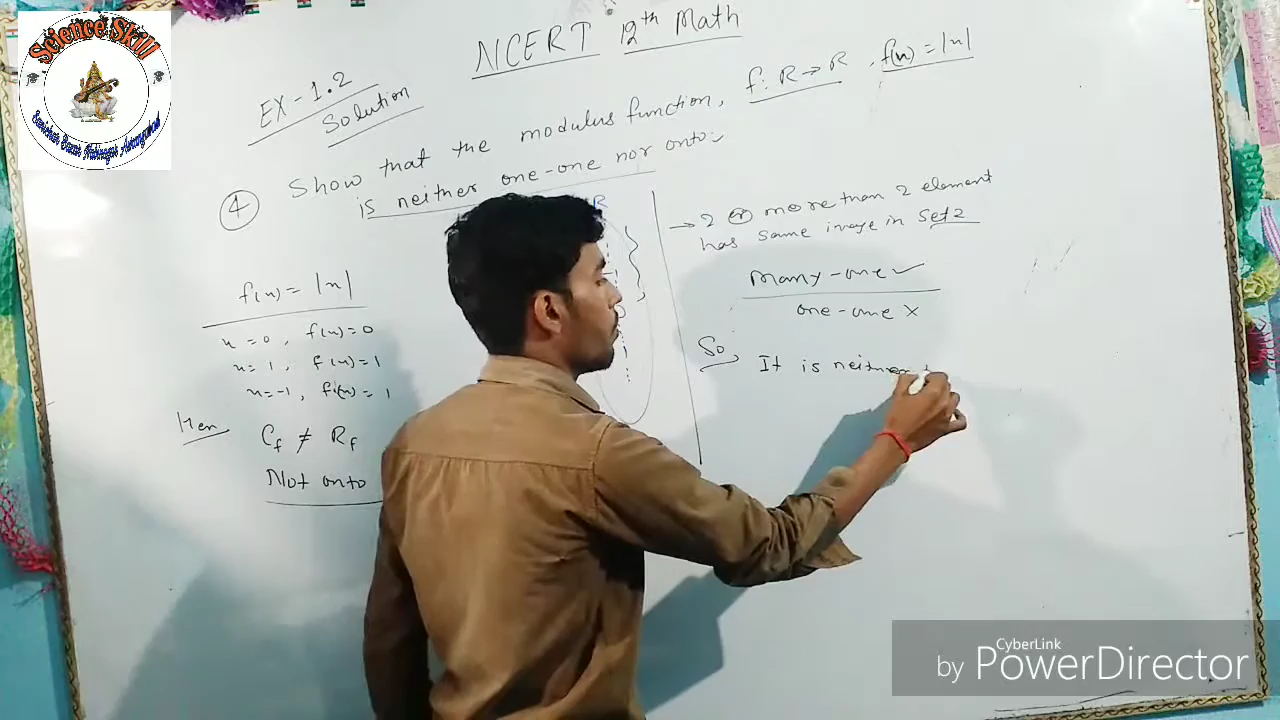 Science Skill
NCERT 12th Math
EX-1.2
Solution
④ Show that the modulus function, f: R→R, f(x) = |x|
is neither one-one nor onto:-
R
f(x) = |x|
x=0, f(x)=0
x=1, f(x)=1
x=-1, f(x)=1
Hen
Cf ≠ Rf
Not onto
→ 2 or more than 2 element
has same image in Set 2
Many-one ✓
one-one ×
So, It is neither
CyberLink
by PowerDirector